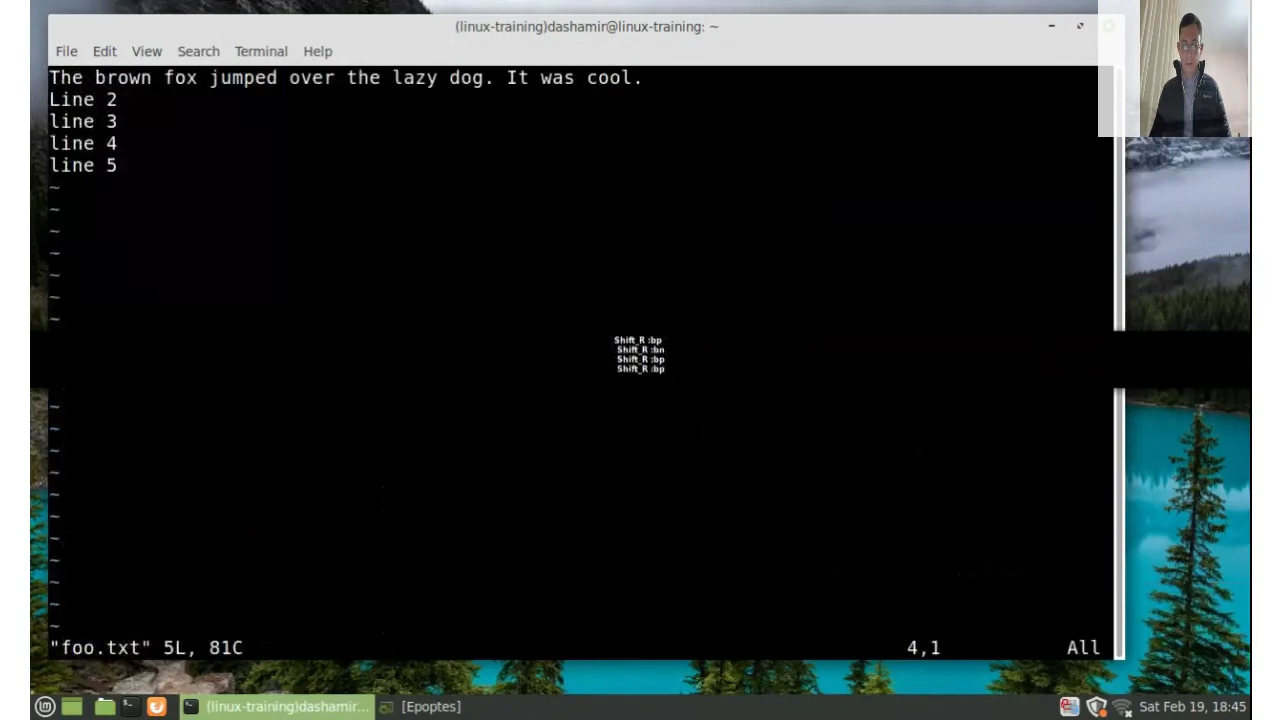 (linux-training)dashamir@linux-training: ~
File Edit View Search Terminal Help
The brown fox jumped over the lazy dog. It was cool.
Line 2
line 3
line 4
line 5
~
~
~
~
~
~
~
Shift_R :bp
Shift_R :bn
Shift_R :bp
Shift_R :bp
~
~
~
~
~
~
~
~
~
~
~
"foo.txt" 5L, 81C 4,1 All
(linux-training)dashamir... [Epoptes] Sat Feb 19, 18:45